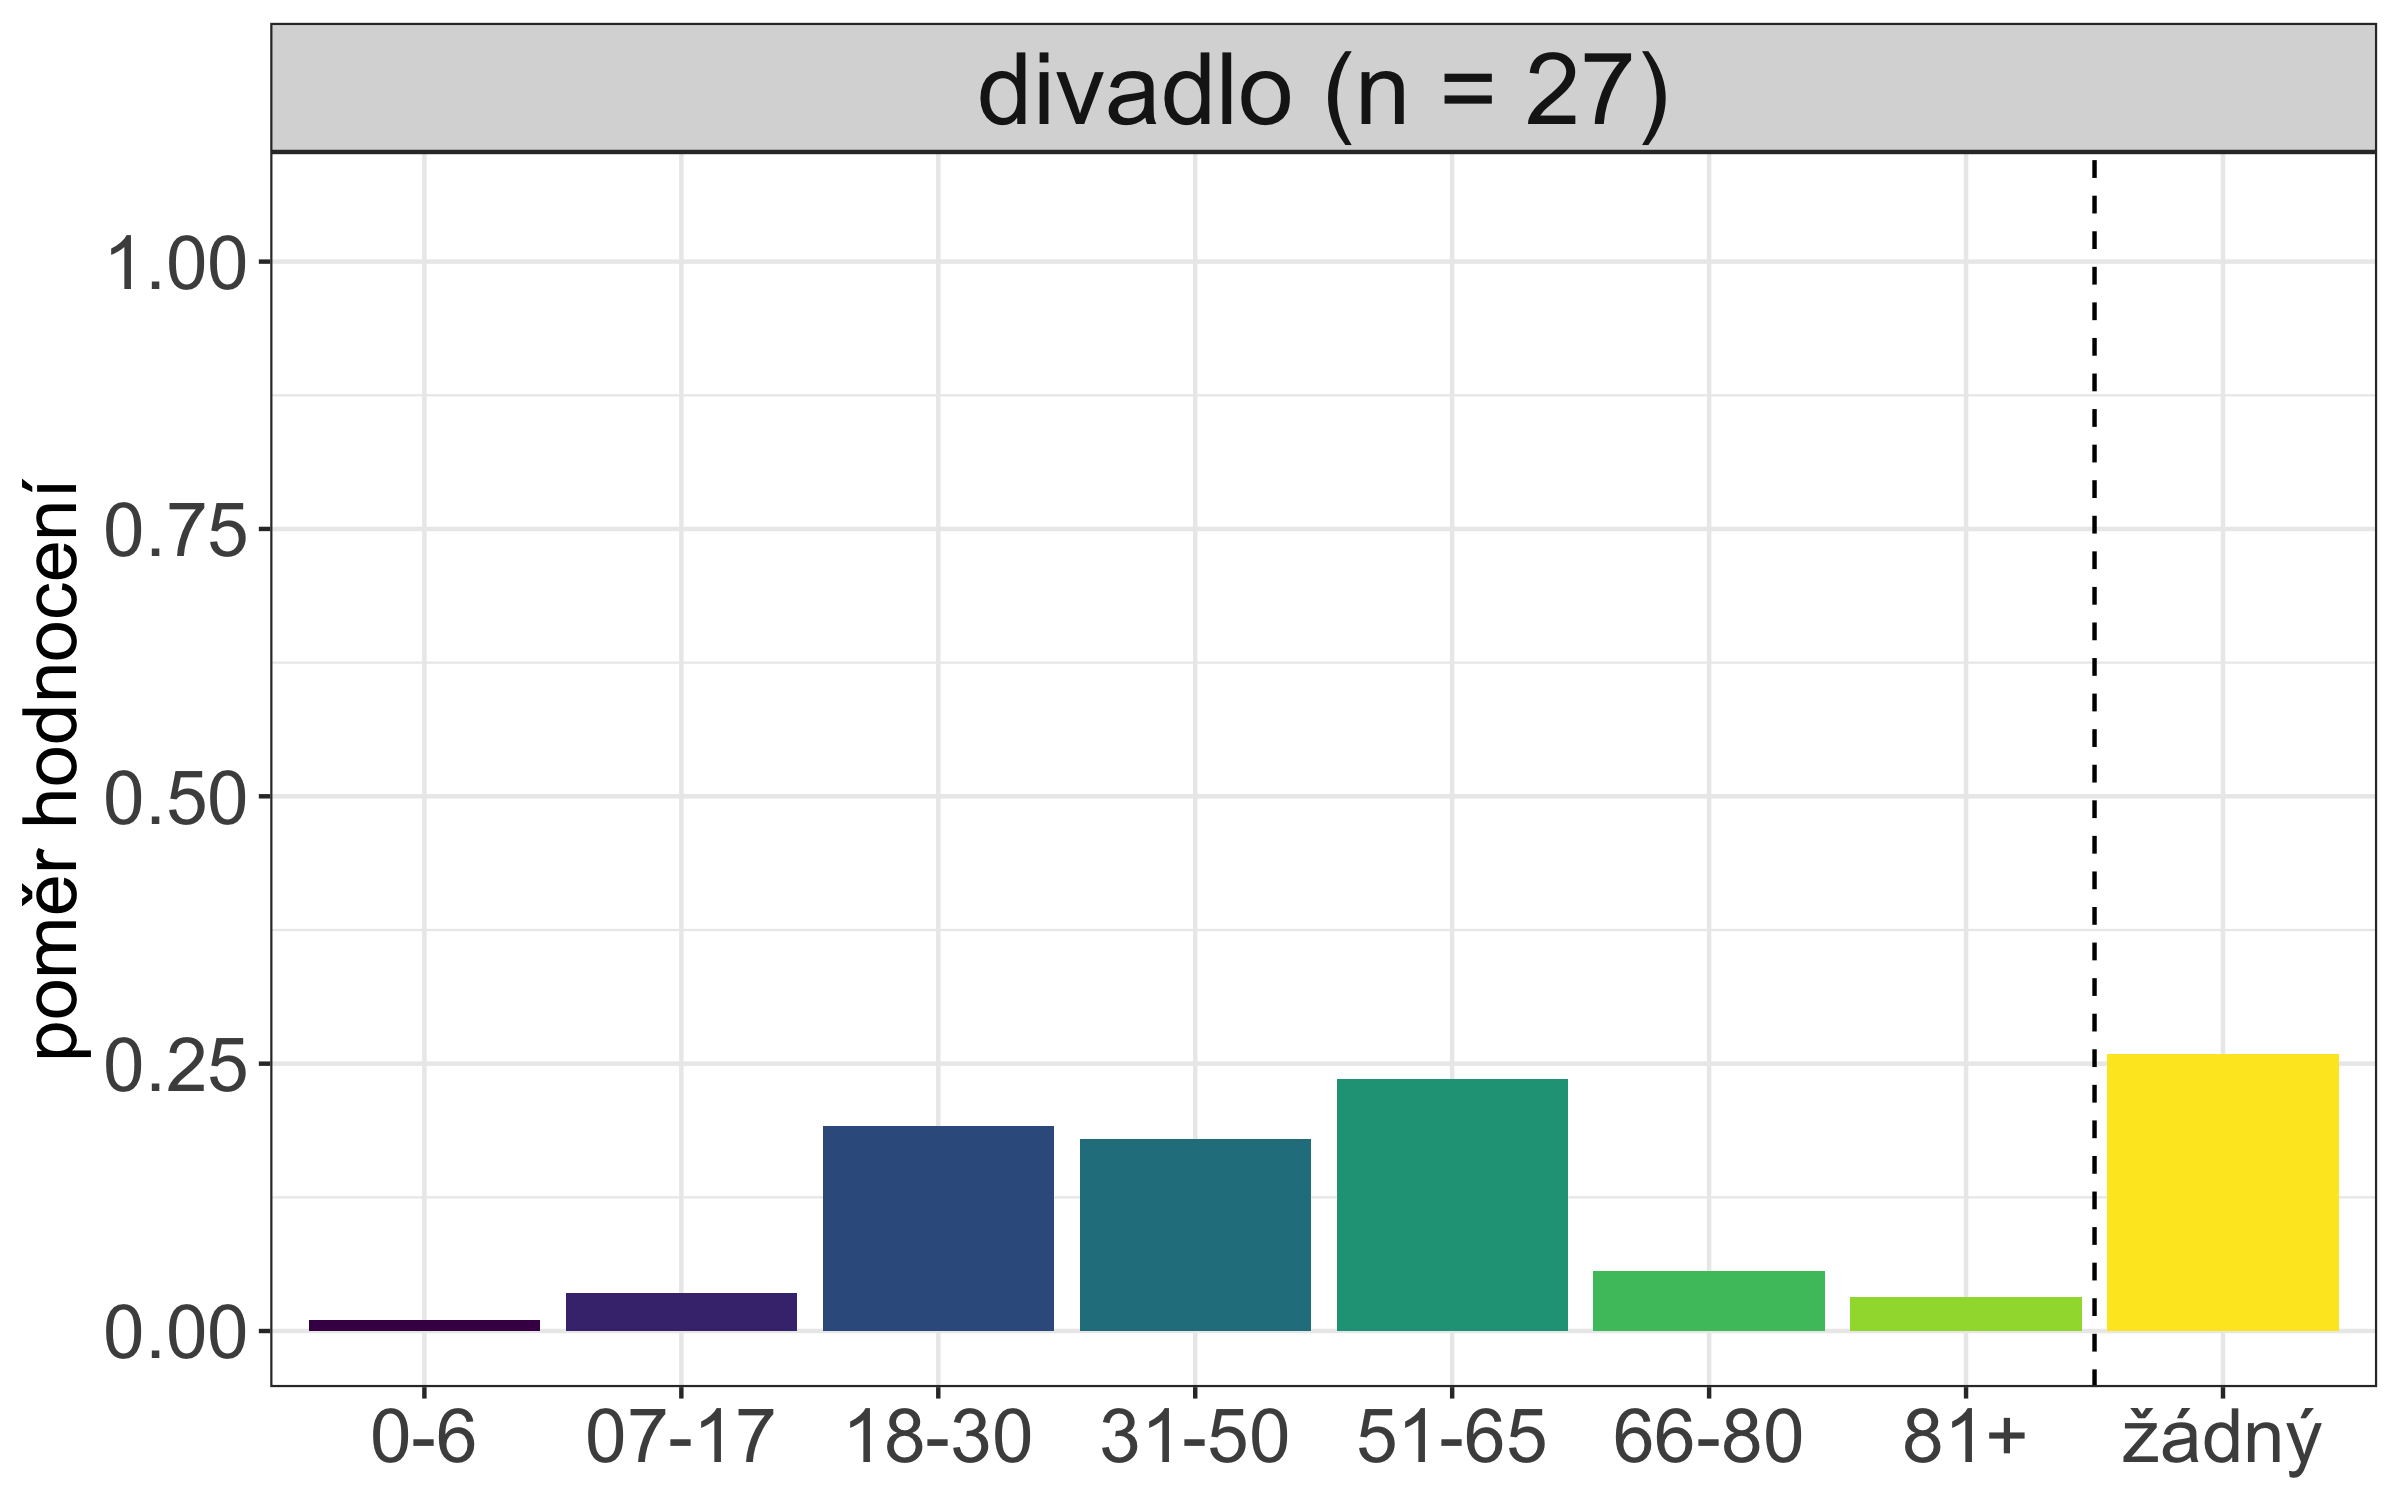 divadlo (n = 27)
poměr hodnocení
1.00
0.75
0.50
0.25
0.00
0-6 07-17 18-30 31-50 51-65 66-80 81+ žádný